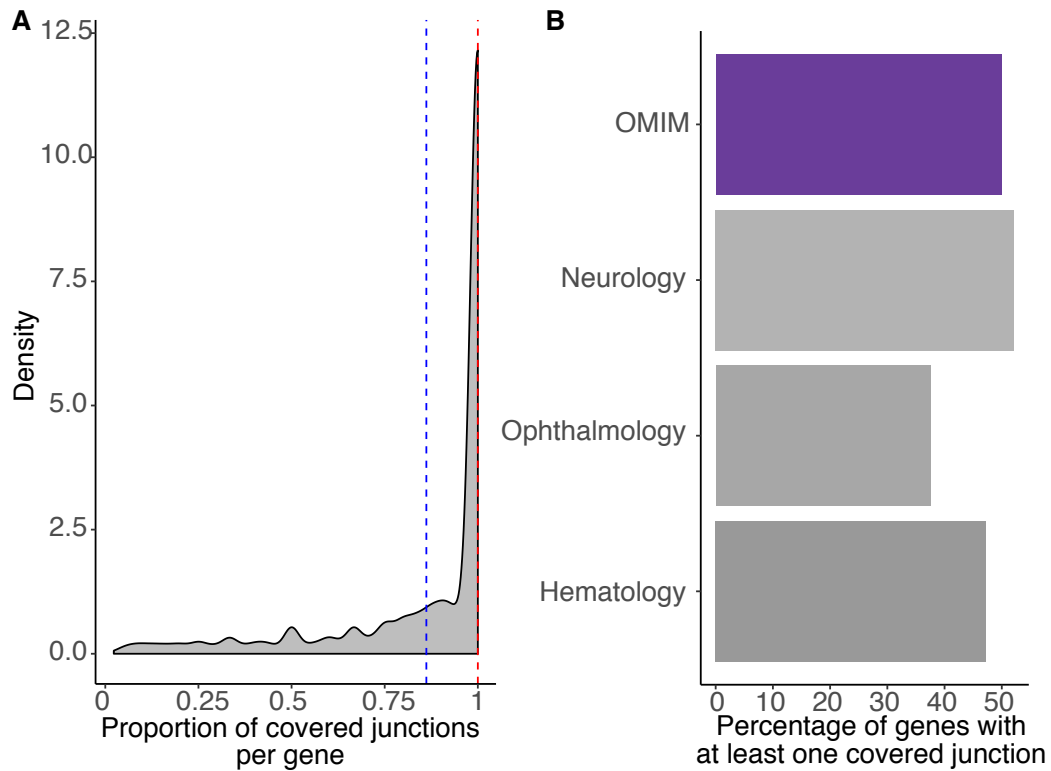 A
12.5
10.0
7.5
5.0
2.5
0.0
Density
0 0.25 0.5 0.75 1
Proportion of covered junctions
per gene
B
OMIM
Neurology
Ophthalmology
Hematology
0 10 20 30 40 50
Percentage of genes with
at least one covered junction